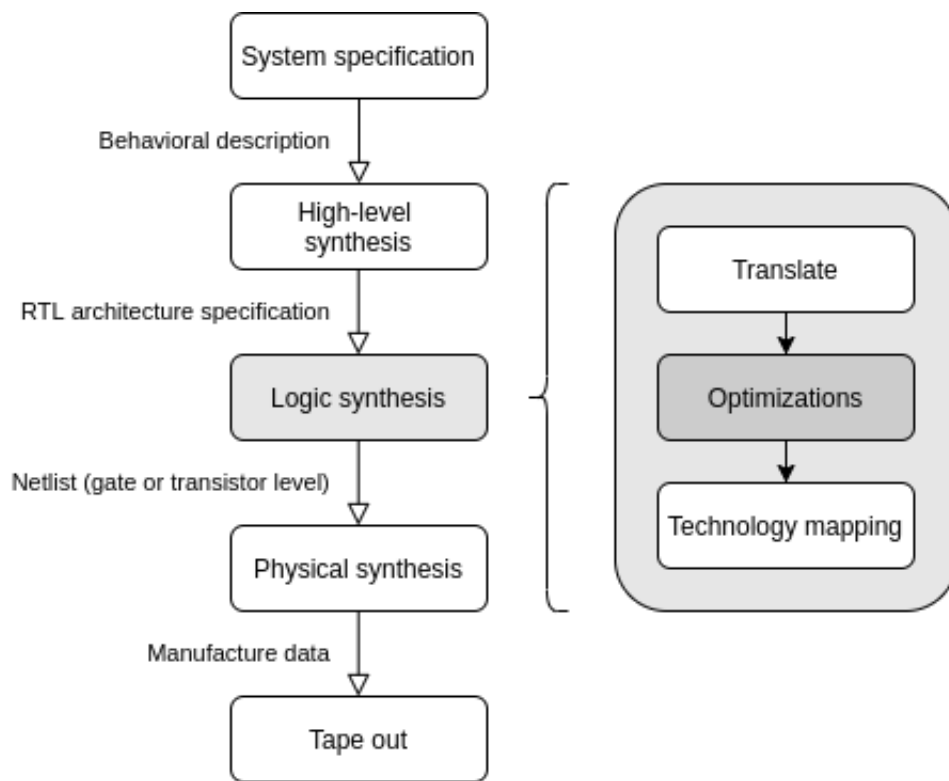 System specification
Behavioral description
High-level
synthesis
RTL architecture specification
Logic synthesis
Netlist (gate or transistor level)
Physical synthesis
Manufacture data
Tape out
Translate
Optimizations
Technology mapping